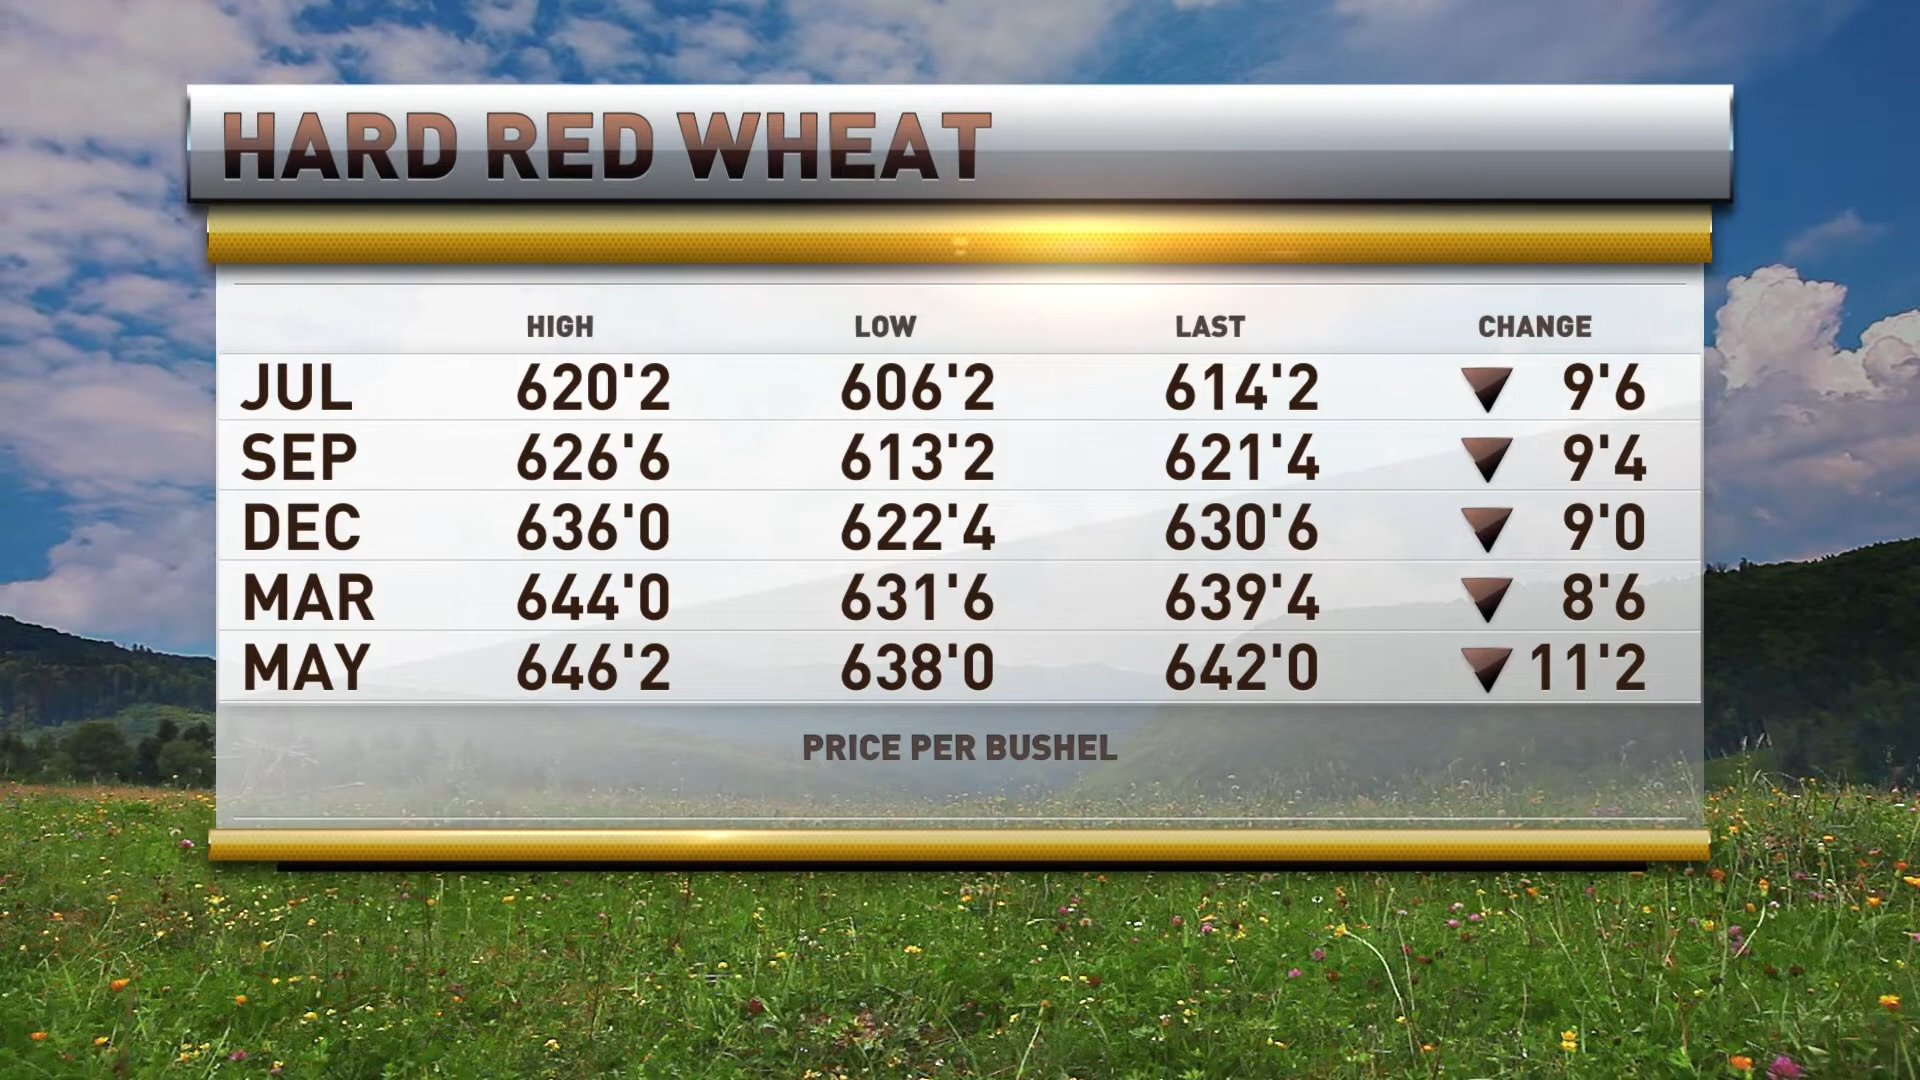 HARD RED WHEAT
HIGH LOW LAST CHANGE
JUL 620'2 606'2 614'2 ▼ 9'6
SEP 626'6 613'2 621'4 ▼ 9'4
DEC 636'0 622'4 630'6 ▼ 9'0
MAR 644'0 631'6 639'4 ▼ 8'6
MAY 646'2 638'0 642'0 ▼ 11'2
PRICE PER BUSHEL